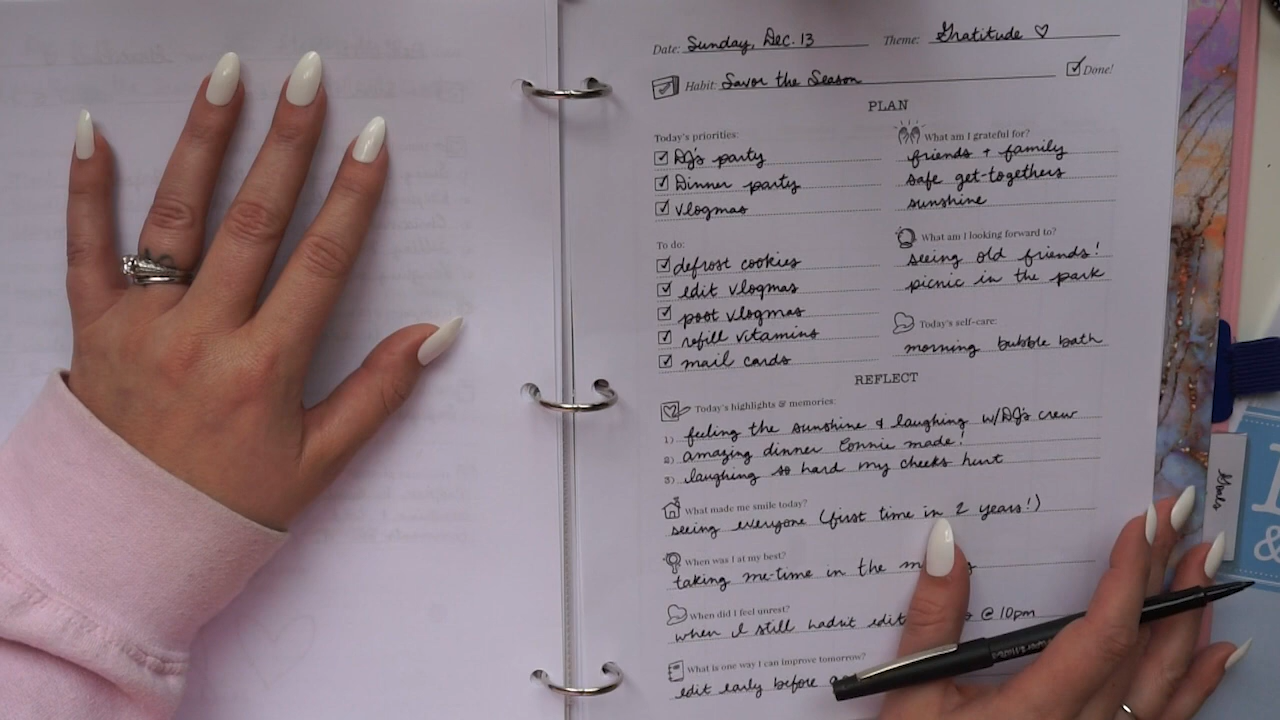 Date: Sunday, Dec. 13 Theme: Gratitude ♡
Habit: Savor the Season Done!
PLAN
Today's priorities:
DJ's party
Dinner party
vlogmas
To do:
defrost cookies
edit vlogmas
post vlogmas
refill vitamins
mail cards
What am I grateful for?
friends + family
safe get-togethers
sunshine
What am I looking forward to?
seeing old friends!
picnic in the park
Today's self-care:
morning bubble bath
REFLECT
Today's highlights & memories:
1) feeling the sunshine & laughing w/DJ's crew
2) amazing dinner Connie made!
3) laughing so hard my cheeks hurt
What made me smile today?
seeing everyone (first time in 2 years!)
When was I at my best?
taking me-time in the
When did I feel unrest?
when I still hadnt edit @ 10pm
What is one way I can improve tomorrow?
edit early before
Goals
&